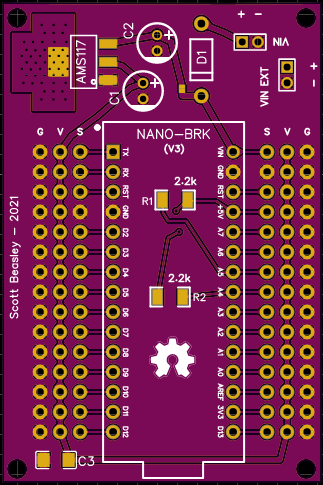 C2
+ -
AMS117
D1
VIN
+
-
VIN EXT
C1
G V S
NANO-BRK
(V3)
S V G
TX VIN
RX GND
RST RST
GND +5V
D2 A7
D3 A6
D4 A5
D5 A4
D6 A3
D7 A2
D8 A1
D9 A0
D10 AREF
D11 3V3
D12 D13
2.2k
R1
2.2k
R2
Scott Beasley - 2021
C3
+
+